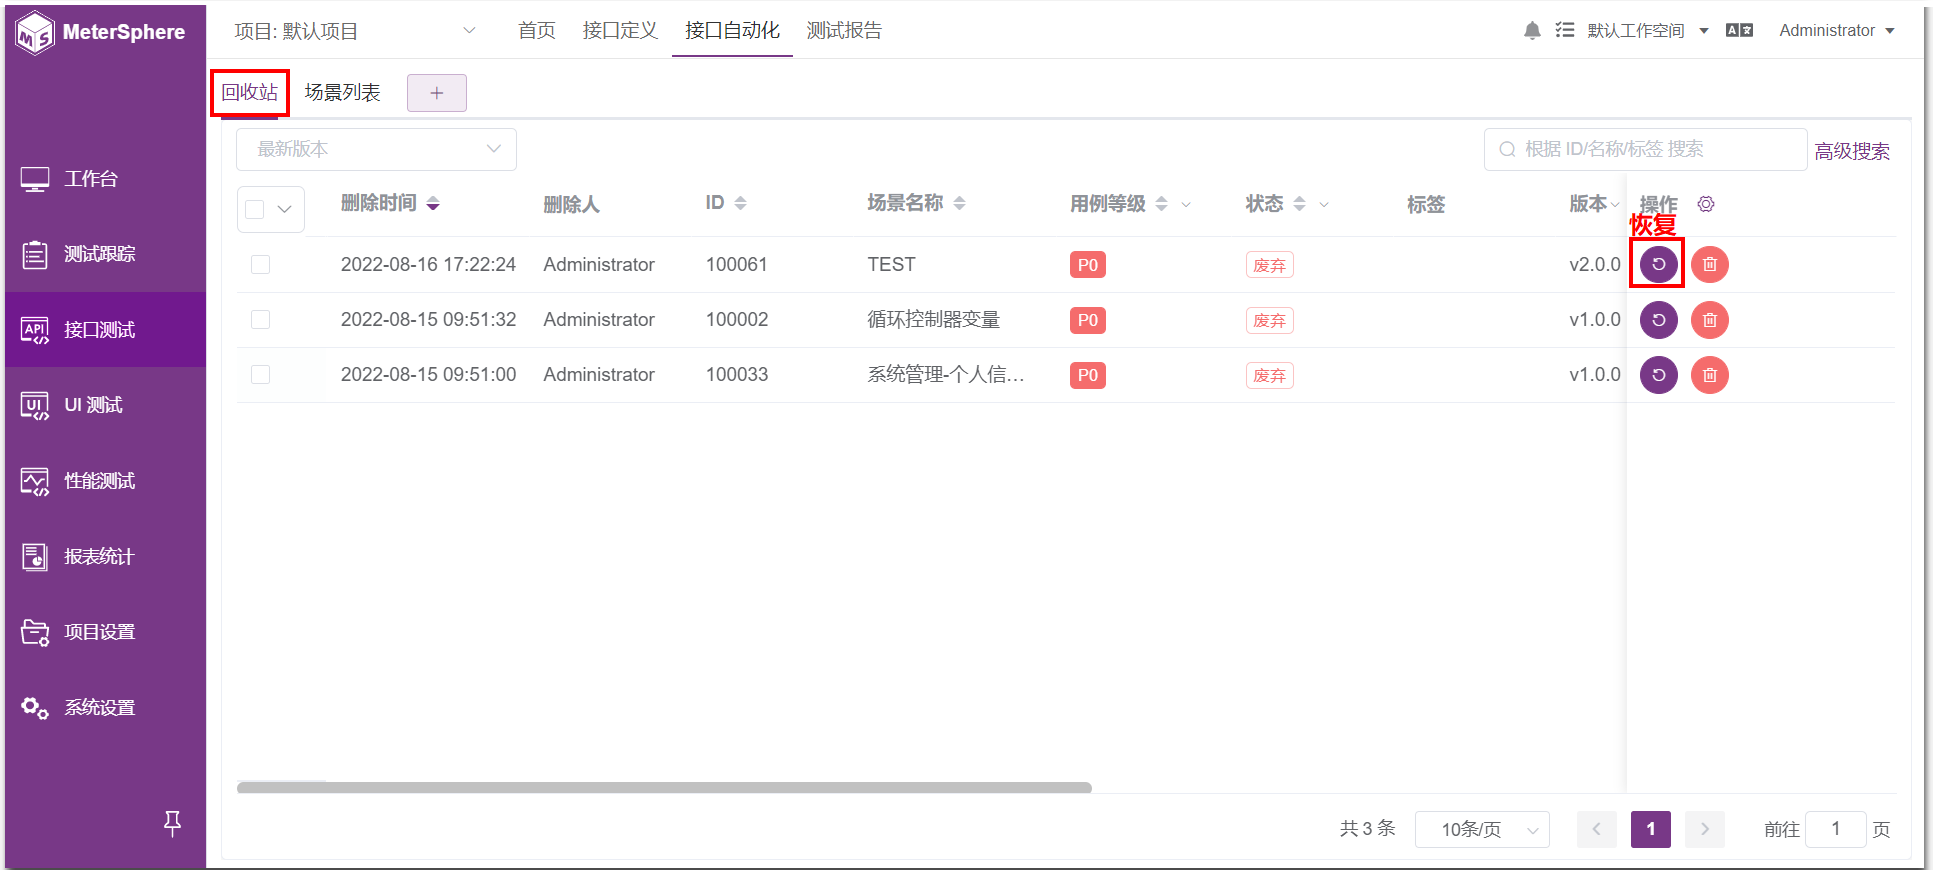 MeterSphere
项目: 默认项目
首页
接口定义
接口自动化
测试报告
默认工作空间
Administrator
回收站
场景列表
+
最新版本
根据 ID/名称/标签 搜索
高级搜索
工作台
测试跟踪
接口测试
UI 测试
性能测试
报表统计
项目设置
系统设置
删除时间 删除人 ID 场景名称 用例等级 状态 标签 版本 操作
恢复
2022-08-16 17:22:24 Administrator 100061 TEST P0 废弃 v2.0.0
2022-08-15 09:51:32 Administrator 100002 循环控制器变量 P0 废弃 v1.0.0
2022-08-15 09:51:00 Administrator 100033 系统管理-个人信... P0 废弃 v1.0.0
共 3 条 10条/页 1 前往 1 页